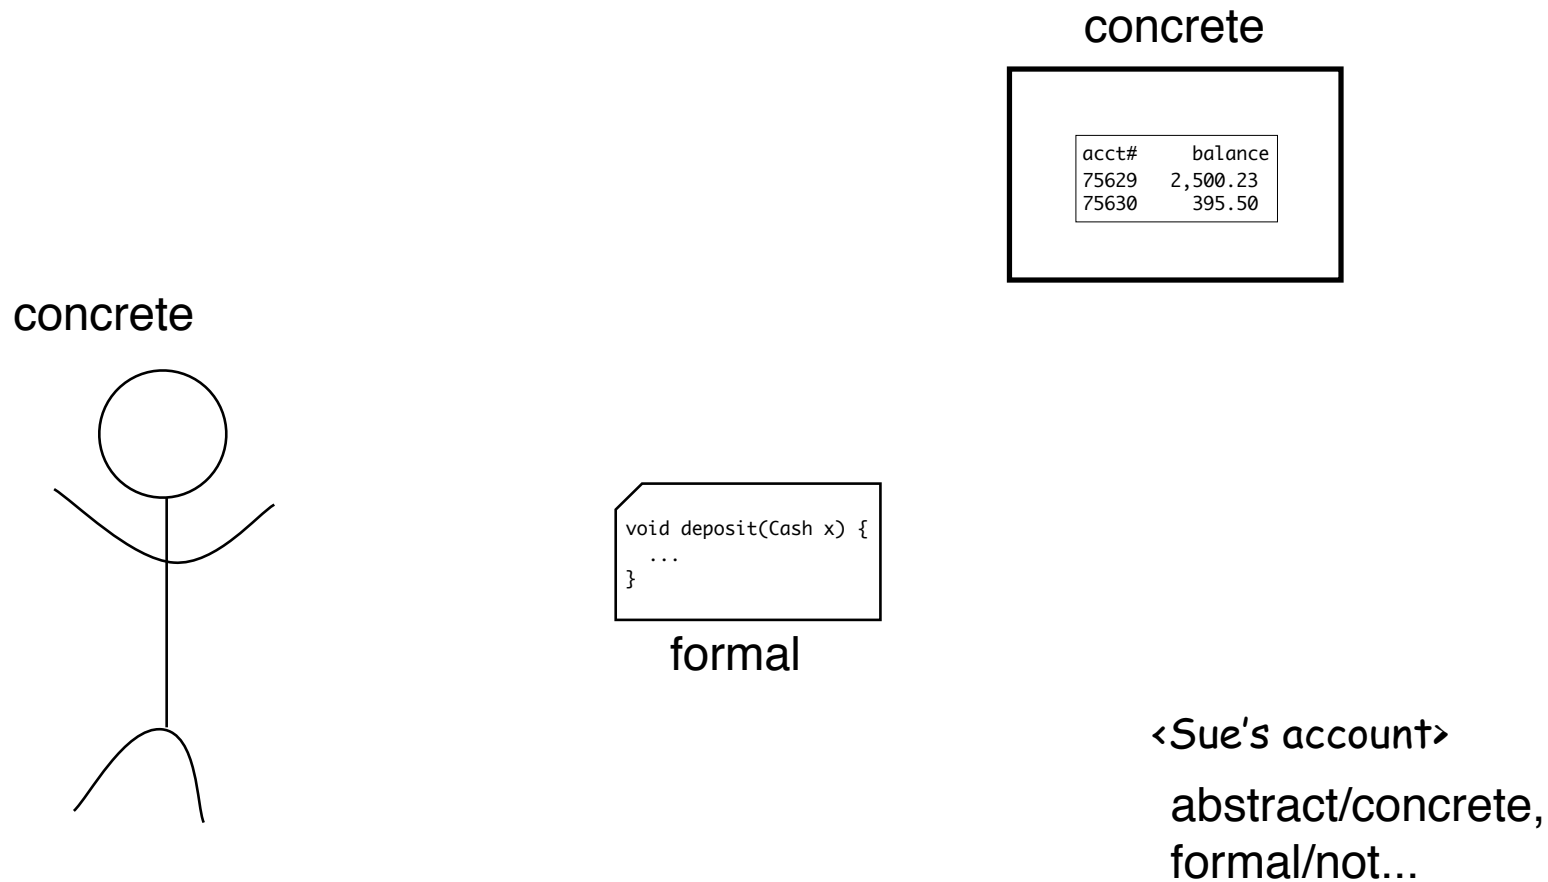 concrete
acct# balance
75629 2,500.23
75630 395.50
concrete
void deposit(Cash x) {
...
}
formal
<Sue's account>
abstract/concrete,
formal/not...